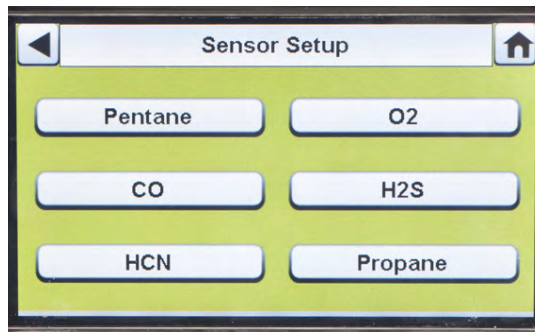 Sensor Setup
Pentane
O2
CO
H2S
HCN
Propane